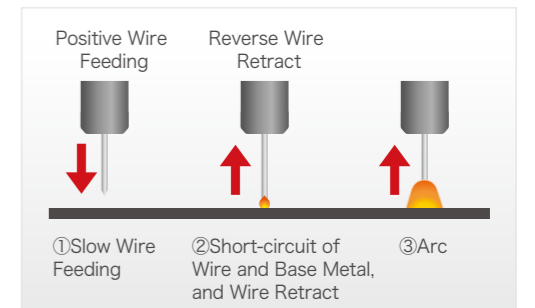 Positive Wire
Feeding
Reverse Wire
Retract
①Slow Wire
Feeding
②Short-circuit of
Wire and Base Metal,
and Wire Retract
③Arc